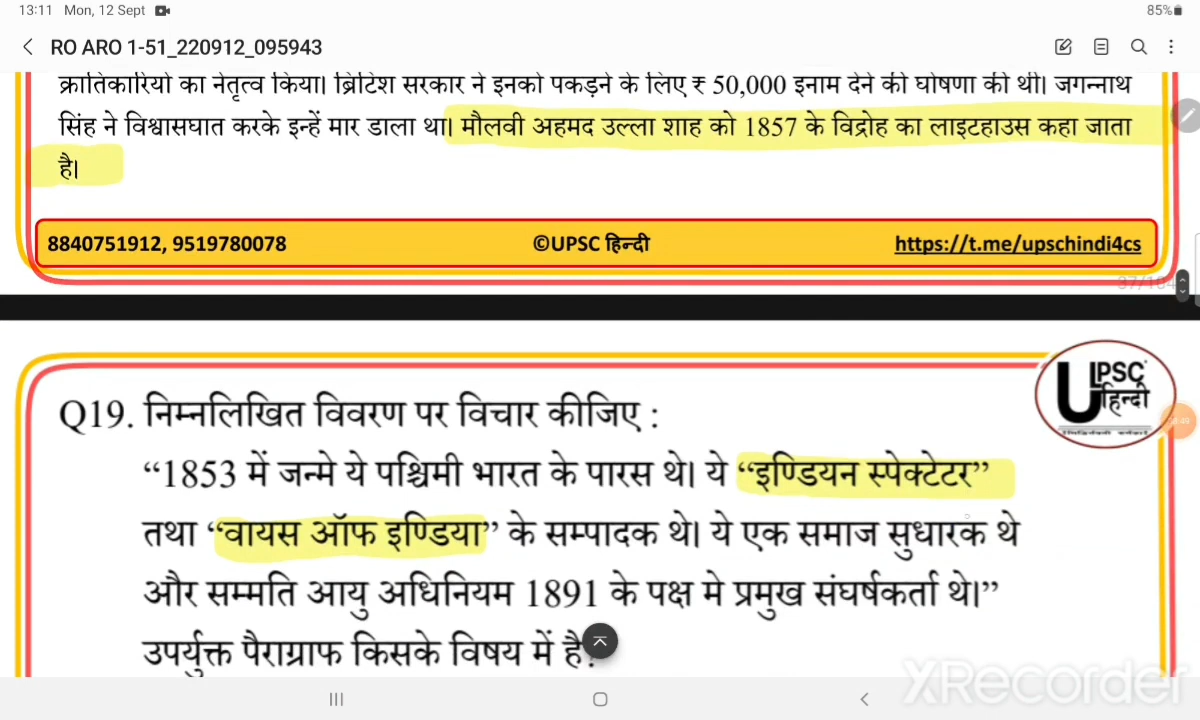 13:11 Mon, 12 Sept 85%
RO ARO 1-51_220912_095943
क्रांतिकारियों का नेतृत्व किया। ब्रिटिश सरकार ने इनको पकड़ने के लिए ₹ 50,000 इनाम देने की घोषणा की थी। जगन्नाथ
सिंह ने विश्वासघात करके इन्हें मार डाला था। मौलवी अहमद उल्ला शाह को 1857 के विद्रोह का लाइटहाउस कहा जाता
है।
8840751912, 9519780078 ©UPSC हिन्दी https://t.me/upschindi4cs
37/104
UPSC
हिन्दी
Q19. निम्नलिखित विवरण पर विचार कीजिए :
“1853 में जन्मे ये पश्चिमी भारत के पारस थे। ये “इण्डियन स्पेक्टेटर”
तथा “वायस ऑफ इण्डिया” के सम्पादक थे। ये एक समाज सुधारक थे
और सम्मति आयु अधिनियम 1891 के पक्ष मे प्रमुख संघर्षकर्ता थे।”
उपर्युक्त पैराग्राफ किसके विषय में है?
XRecorder